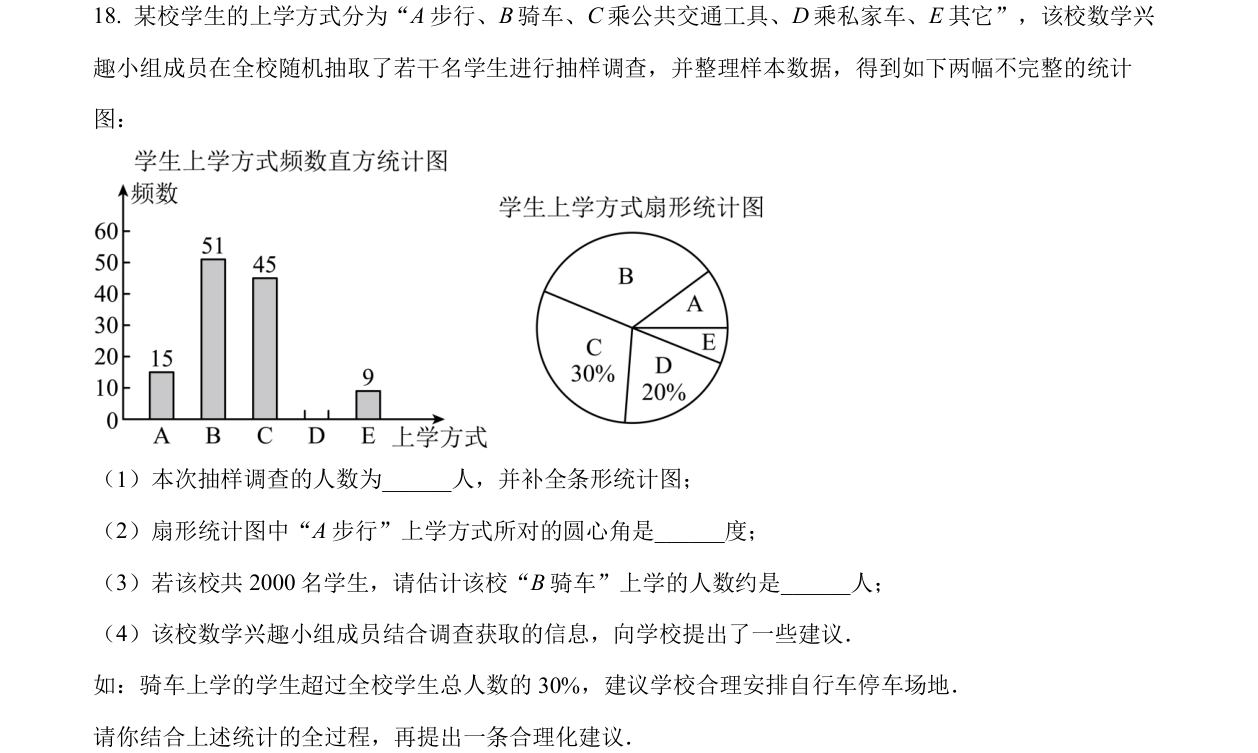 18. 某校学生的上学方式分为“A 步行、B 骑车、C 乘公共交通工具、D 乘私家车、E 其它”，该校数学兴
趣小组成员在全校随机抽取了若干名学生进行抽样调查，并整理样本数据，得到如下两幅不完整的统计
图：
学生上学方式频数直方统计图
频数
60
50
40
30
20
10
0
15
51
45
9
A B C D E 上学方式
学生上学方式扇形统计图
B
A
E
C
30%
D
20%
（1）本次抽样调查的人数为______人，并补全条形统计图；
（2）扇形统计图中“A 步行”上学方式所对的圆心角是______度；
（3）若该校共 2000 名学生，请估计该校“B 骑车”上学的人数约是______人；
（4）该校数学兴趣小组成员结合调查获取的信息，向学校提出了一些建议．
如：骑车上学的学生超过全校学生总人数的 30%，建议学校合理安排自行车停车场地．
请你结合上述统计的全过程，再提出一条合理化建议．